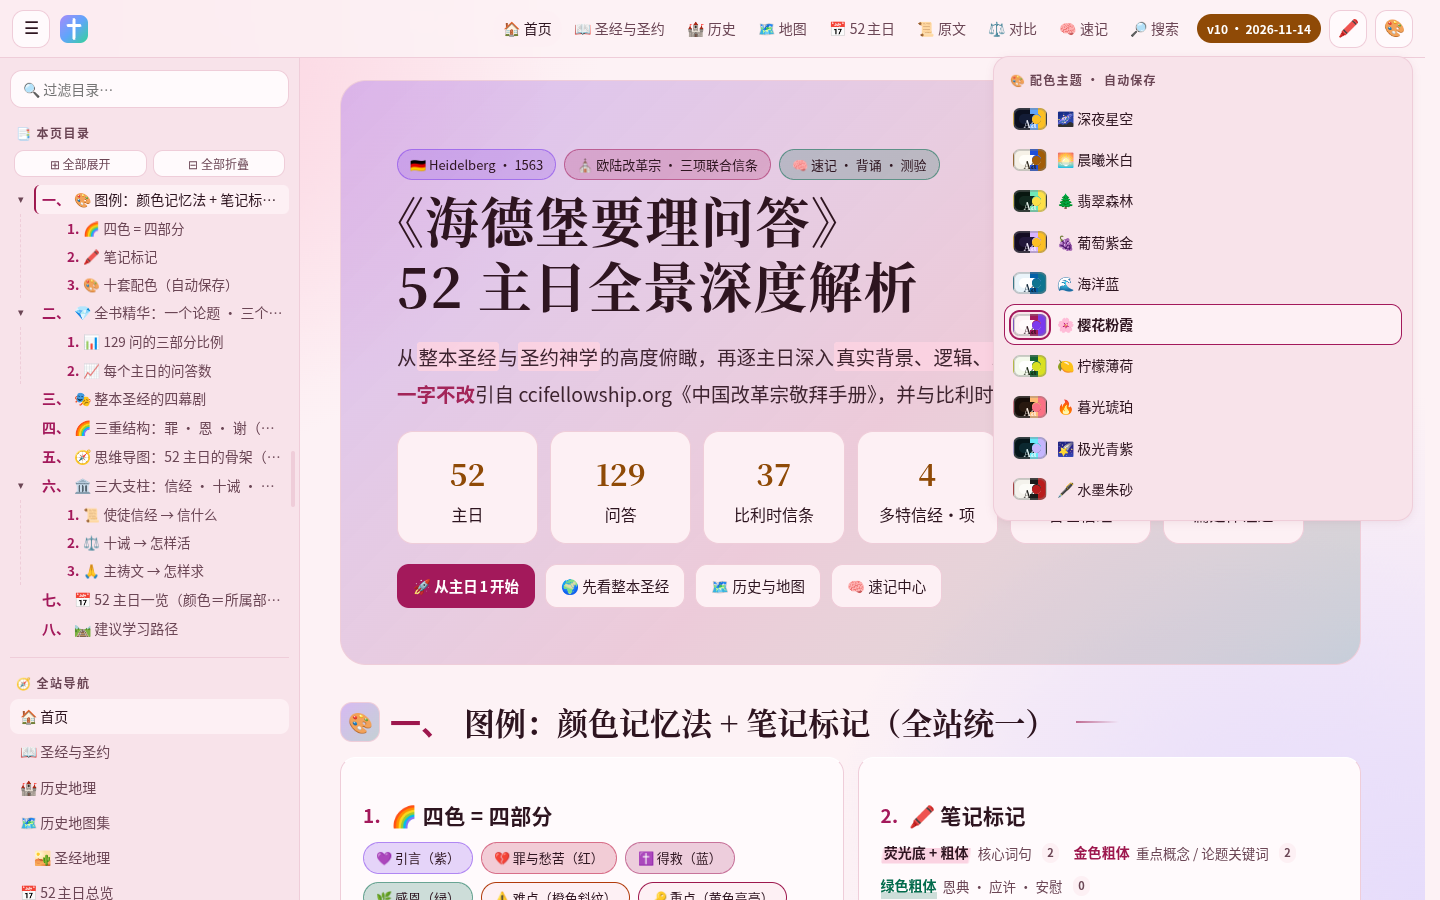 ☰ 🏠 首页 📖 圣经与圣约 🏰 历史 🗺️ 地图 📅 52主日 📜 原文 ⚖️ 对比 🧠 速记 🔎 搜索 v10 · 2026-11-14
🔍 过滤目录…
📑 本页目录
⊞ 全部展开 ⊟ 全部折叠
一、 🎨 图例：颜色记忆法 + 笔记标…
1. 🌈 四色 = 四部分
2. 🖍️ 笔记标记
3. 🎨 十套配色（自动保存）
二、 💎 全书精华：一个论题 · 三个…
1. 📊 129 问的三部分比例
2. 📈 每个主日的问答数
三、 🎭 整本圣经的四幕剧
四、 🌈 三重结构：罪 · 恩 · 谢（…
五、 🧭 思维导图：52 主日的骨架（…
六、 🏛️ 三大支柱：信经 · 十诫 · …
1. 📜 使徒信经 → 信什么
2. ⚖️ 十诫 → 怎样活
3. 🙏 主祷文 → 怎样求
七、 📅 52 主日一览（颜色＝所属部…
八、 🛤️ 建议学习路径
🧭 全站导航
🏠 首页
📖 圣经与圣约
🏰 历史地理
🗺️ 历史地图集
🏜️ 圣经地理
📅 52主日总览
🎨 配色主题 · 自动保存
🌌 深夜星空
🌅 晨曦米白
🌲 翡翠森林
🍇 葡萄紫金
🌊 海洋蓝
🌸 樱花粉霞
🍋 柠檬薄荷
🔥 暮光琥珀
🌠 极光青紫
🖋️ 水墨朱砂
🇩🇪 Heidelberg · 1563 ⛪ 欧陆改革宗 · 三项联合信条 🧠 速记 · 背诵 · 测验
《海德堡要理问答》
52 主日全景深度解析
从整本圣经与圣约神学的高度俯瞰，再逐主日深入真实背景、逻辑、
一字不改引自 ccifellowship.org《中国改革宗敬拜手册》，并与比利时
52 129 37 4
主日 问答 比利时信条 多特信经·项
🚀 从主日1开始 🌍 先看整本圣经 🗺️ 历史与地图 🧠 速记中心
🎨 一、 图例：颜色记忆法 + 笔记标记（全站统一）
1. 🌈 四色 = 四部分
💜 引言（紫） 💔 罪与愁苦（红） ✝️ 得救（蓝）
🌿 感恩（绿） ⚠️ 难点（橙色斜纹） 💡 重点（黄色高亮）
2. 🖍️ 笔记标记
荧光底 + 粗体 核心词句 2 金色粗体 重点概念 / 论题关键词 2
绿色粗体 恩典 · 应许 · 安慰 0